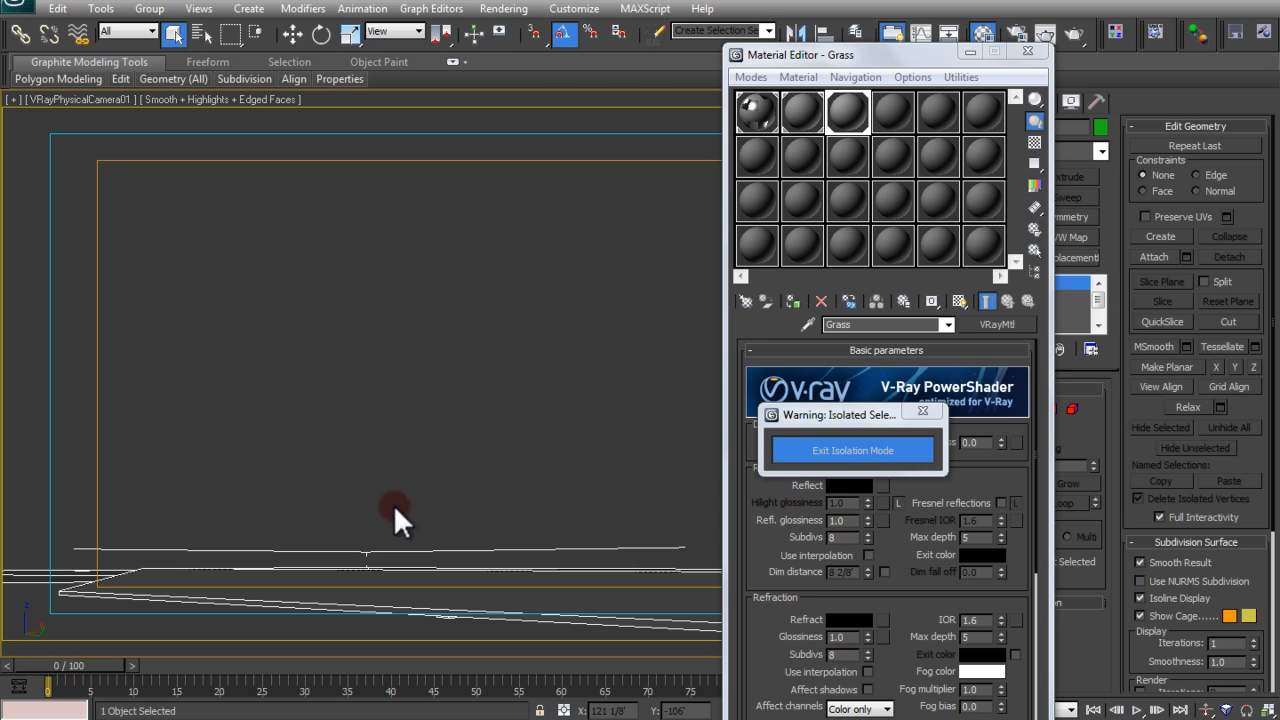 Edit Tools Group Views Create Modifiers Animation Graph Editors Rendering Customize MAXScript Help
All View Create Selection Se
Graphite Modeling Tools Freeform Selection Object Paint
Polygon Modeling Edit Geometry (All) Subdivision Align Properties
[ + ] [ VRayPhysicalCamera01 ] [ Smooth + Highlights + Edged Faces ]
Material Editor - Grass
Modes Material Navigation Options Utilities
Grass VRayMtl
Basic parameters
V·ray V-Ray PowerShader
optimized for V-Ray
Warning: Isolated Sele...
Exit Isolation Mode
0.0
Reflect
Hilight glossiness 1.0 L Fresnel reflections L
Refl. glossiness 1.0 Fresnel IOR 1.6
Subdivs 8 Max depth 5
Use interpolation Exit color
Dim distance 8 2/8' Dim fall off 0.0
Refraction
Refract IOR 1.6
Glossiness 1.0 Max depth 5
Subdivs 8 Exit color
Use interpolation Fog color
Affect shadows Fog multiplier 1.0
Affect channels Color only Fog bias 0.0
Edit Geometry
Repeat Last
Constraints
None Edge
Face Normal
Preserve UVs
Create Collapse
Attach Detach
Slice Plane Split
Slice Reset Plane
QuickSlice Cut
MSmooth Tessellate
Make Planar X Y Z
View Align Grid Align
Relax
Hide Selected Unhide All
Hide Unselected
Named Selections:
Copy Paste
Delete Isolated Vertices
Full Interactivity
Subdivision Surface
Smooth Result
Use NURMS Subdivision
Isoline Display
Show Cage......
Display
Iterations: 1
Smoothness: 1.0
Render
0 / 100
0 5 10 15 20 25 30 35 40 45 50 55 60 65 70 75
1 Object Selected X: 121 1/8' Y: -106'